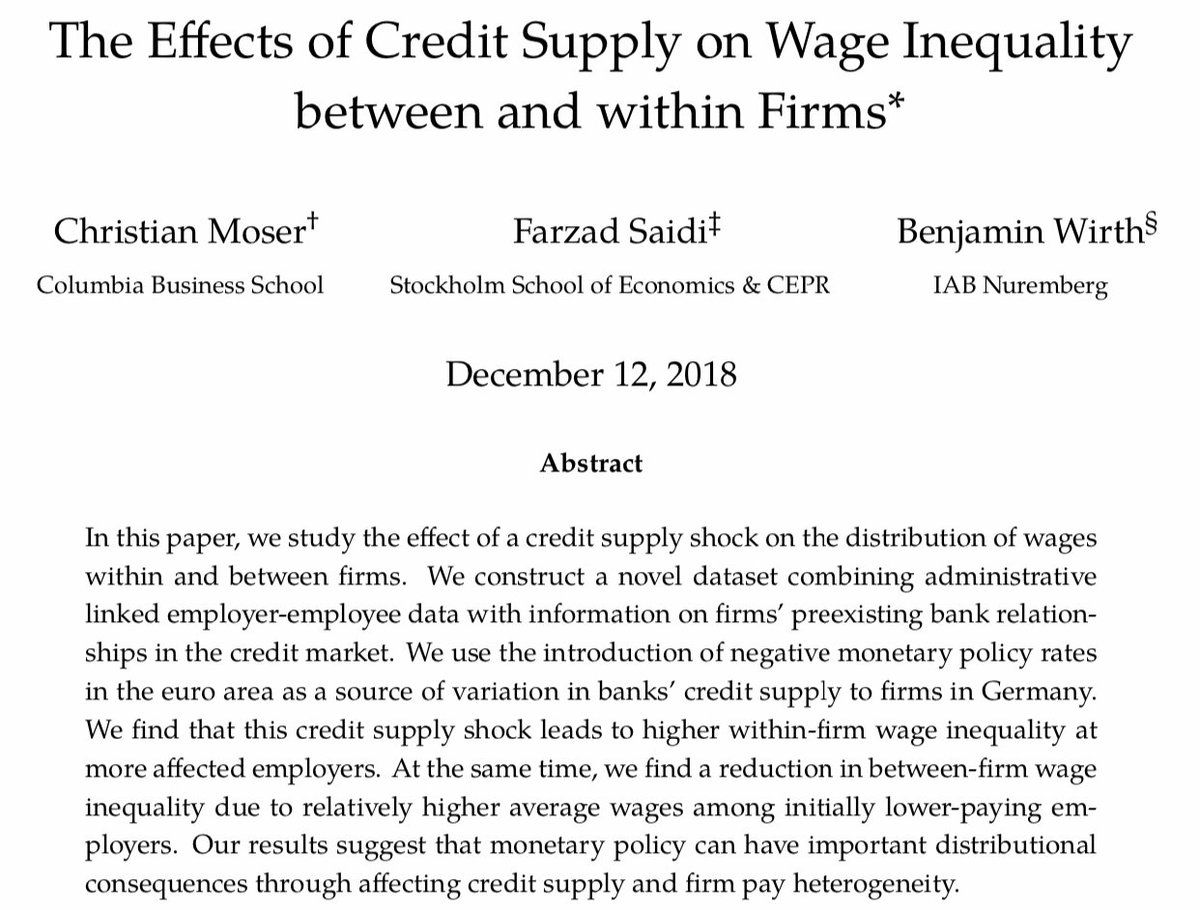 The Effects of Credit Supply on Wage Inequality
between and within Firms*
Christian Moser† Farzad Saidi‡ Benjamin Wirth§
Columbia Business School Stockholm School of Economics & CEPR IAB Nuremberg
December 12, 2018
Abstract
In this paper, we study the effect of a credit supply shock on the distribution of wages
within and between firms. We construct a novel dataset combining administrative
linked employer-employee data with information on firms' preexisting bank relation-
ships in the credit market. We use the introduction of negative monetary policy rates
in the euro area as a source of variation in banks' credit supply to firms in Germany.
We find that this credit supply shock leads to higher within-firm wage inequality at
more affected employers. At the same time, we find a reduction in between-firm wage
inequality due to relatively higher average wages among initially lower-paying em-
ployers. Our results suggest that monetary policy can have important distributional
consequences through affecting credit supply and firm pay heterogeneity.